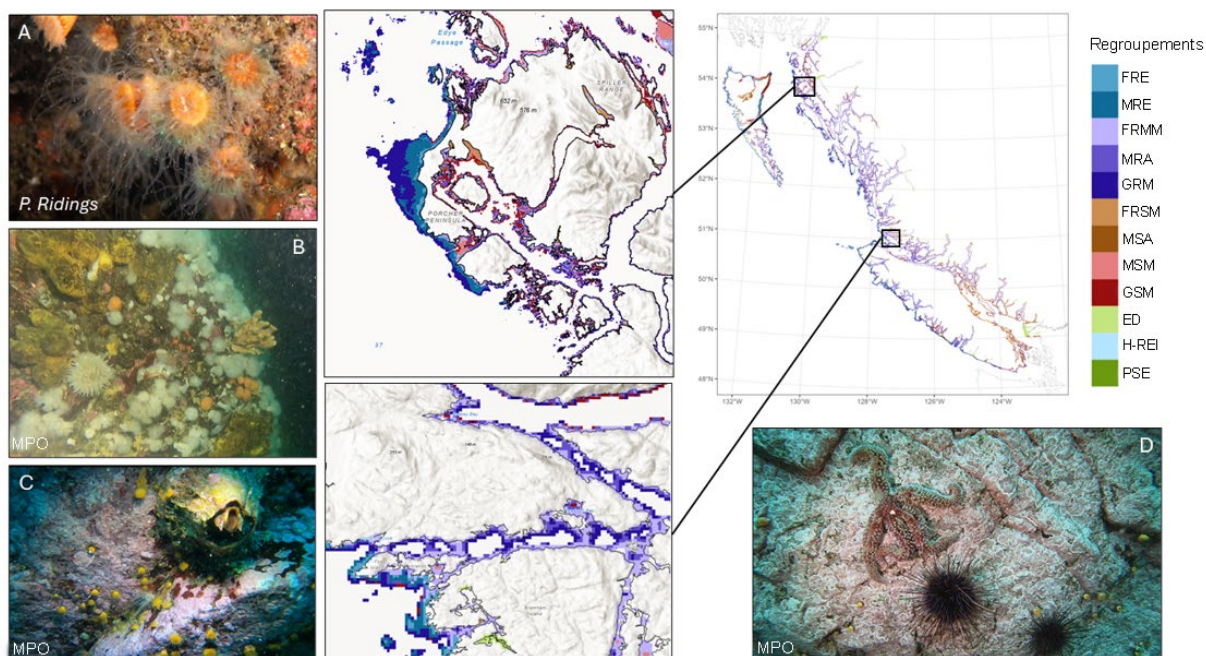 A
P. Ridings
B
MPO
C
MPO
Edye
Passage
SPILLER
RANGE
652 m
576 m
PORCHER
PENINSULA
37
55°N
54°N
53°N
52°N
51°N
50°N
49°N
48°N
132°W
130°W
128°W
126°W
124°W
Regroupements
FRE
MRE
FRMM
MRA
GRM
FRSM
MSA
MSM
GSM
ED
H-REI
PSE
D
MPO